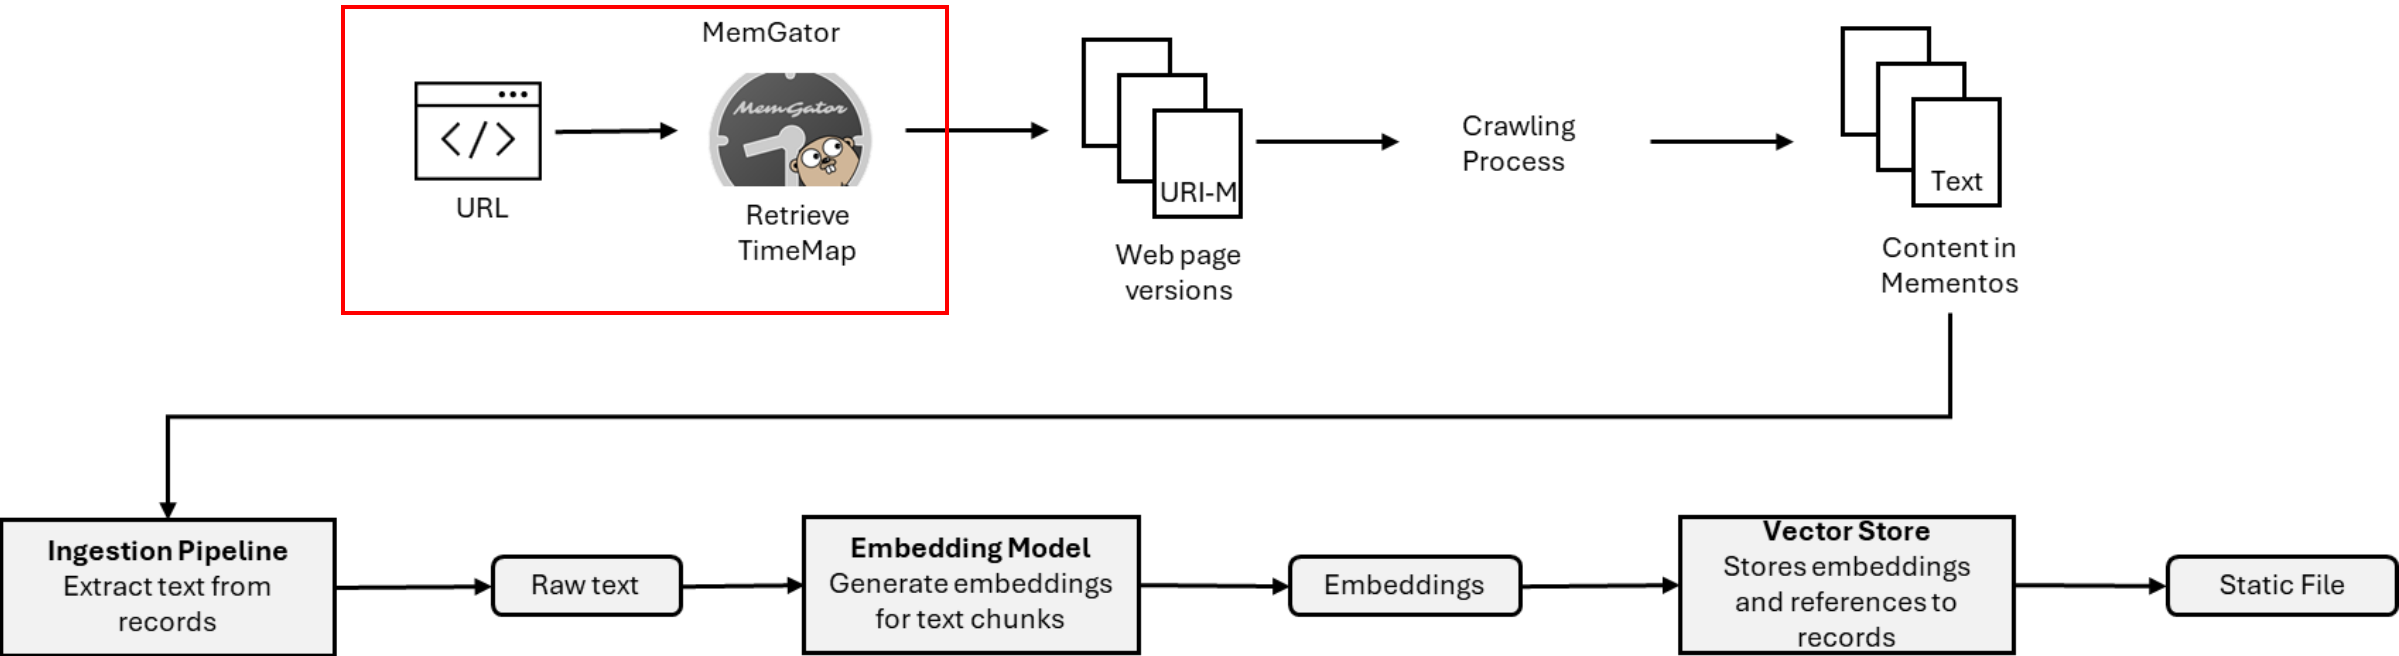 MemGator
MemGator
</>
URL
Retrieve
TimeMap
URI-M
Web page
versions
Crawling
Process
Text
Content in
Mementos
Ingestion Pipeline
Extract text from
records
Raw text
Embedding Model
Generate embeddings
for text chunks
Embeddings
Vector Store
Stores embeddings
and references to
records
Static File